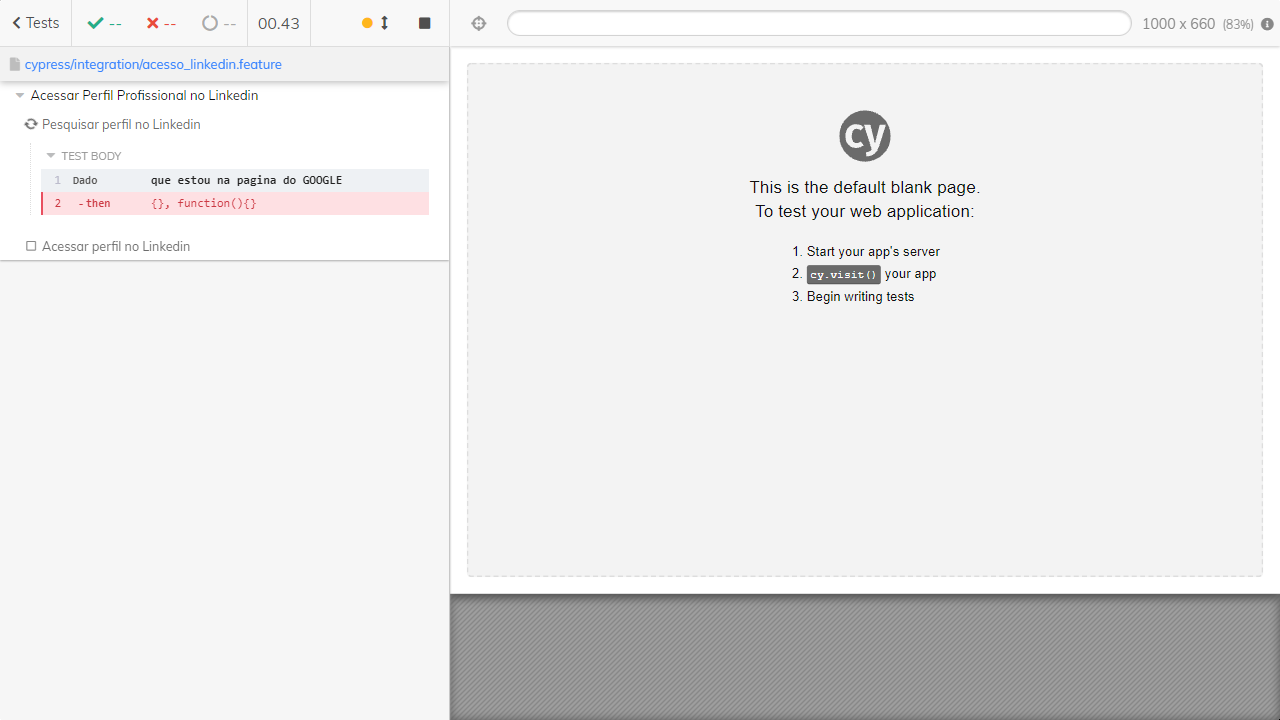 Tests -- -- -- 00.43 1000 x 660 (83%)
cypress/integration/acesso_linkedin.feature
Acessar Perfil Profissional no Linkedin
Pesquisar perfil no Linkedin
TEST BODY
1 Dado que estou na pagina do GOOGLE
2 -then {}, function(){}
Acessar perfil no Linkedin
cy
This is the default blank page.
To test your web application:
1. Start your app's server
2. cy.visit() your app
3. Begin writing tests